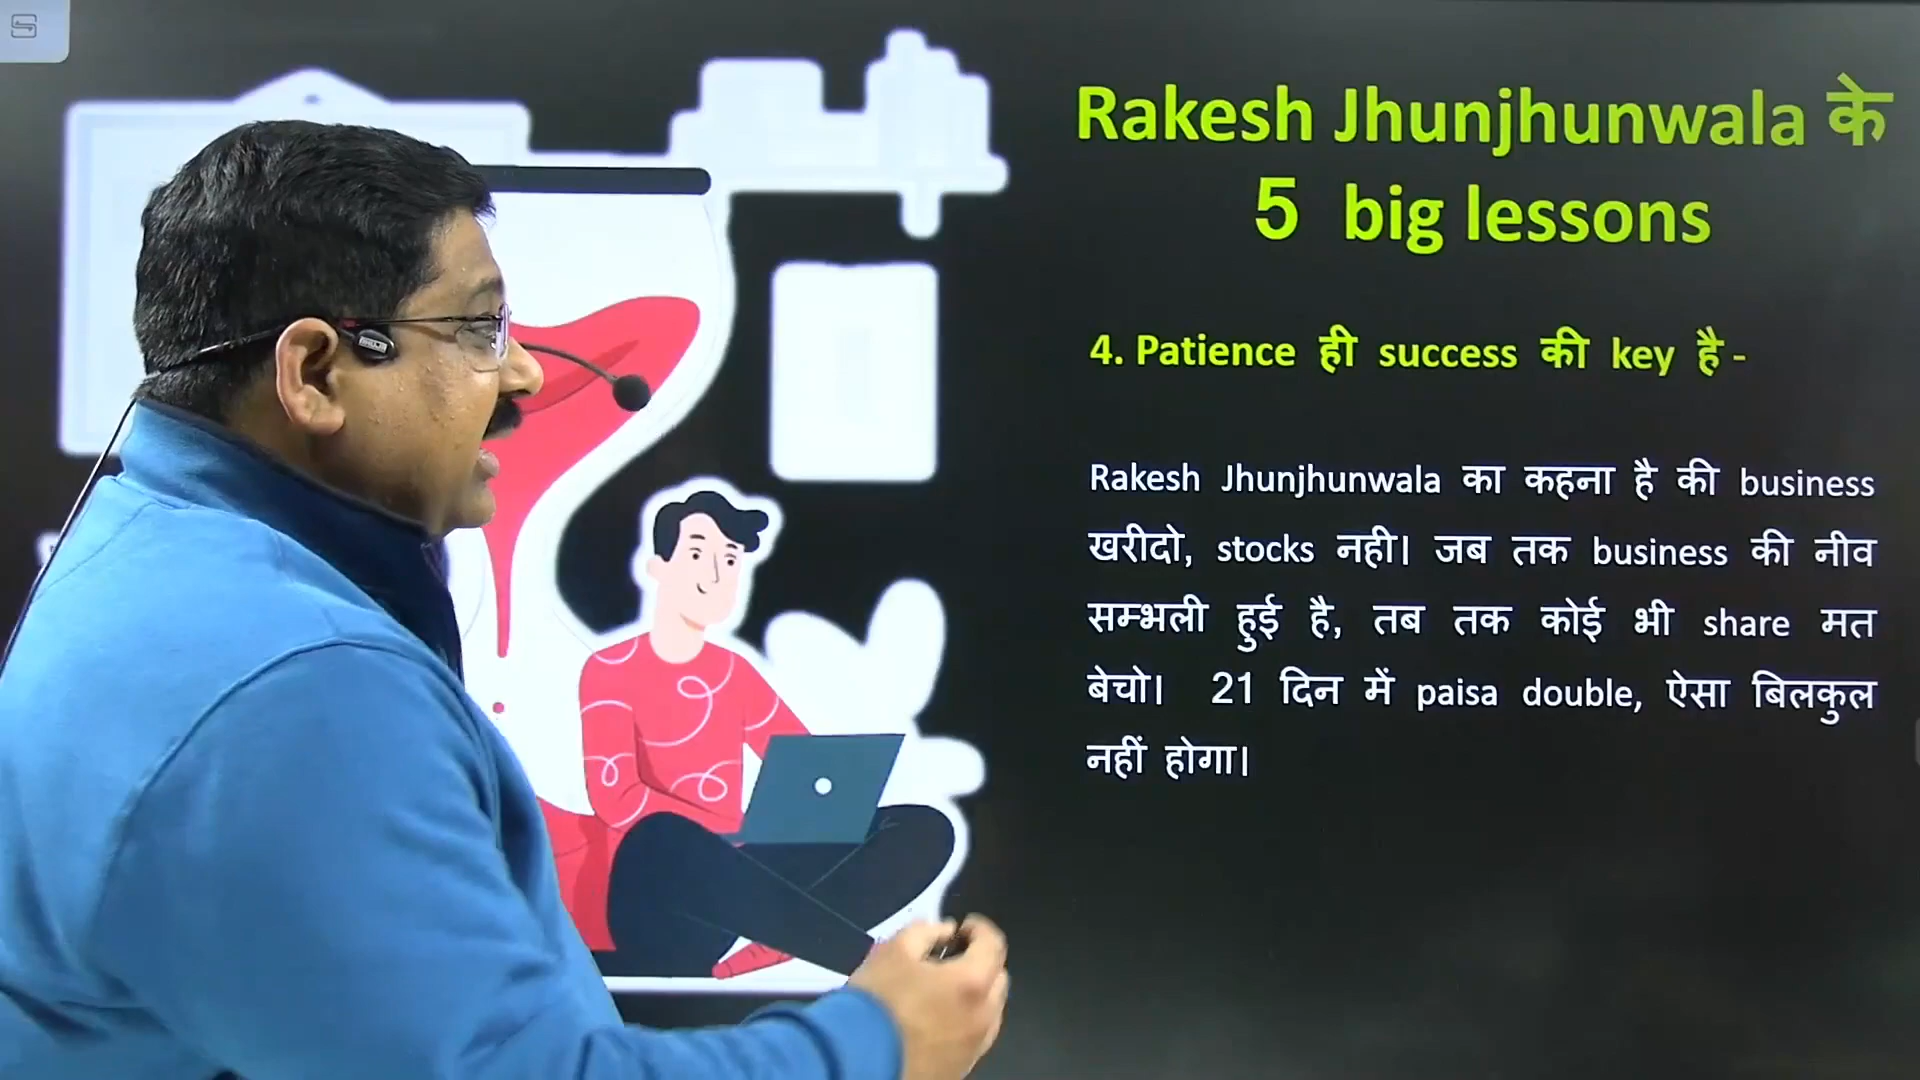 Rakesh Jhunjhunwala के
5 big lessons
4. Patience ही success की key है -
Rakesh Jhunjhunwala का कहना है की business
खरीदो, stocks नही। जब तक business की नीव
सम्भली हुई है, तब तक कोई भी share मत
बेचो। 21 दिन में paisa double, ऐसा बिलकुल
नहीं होगा।